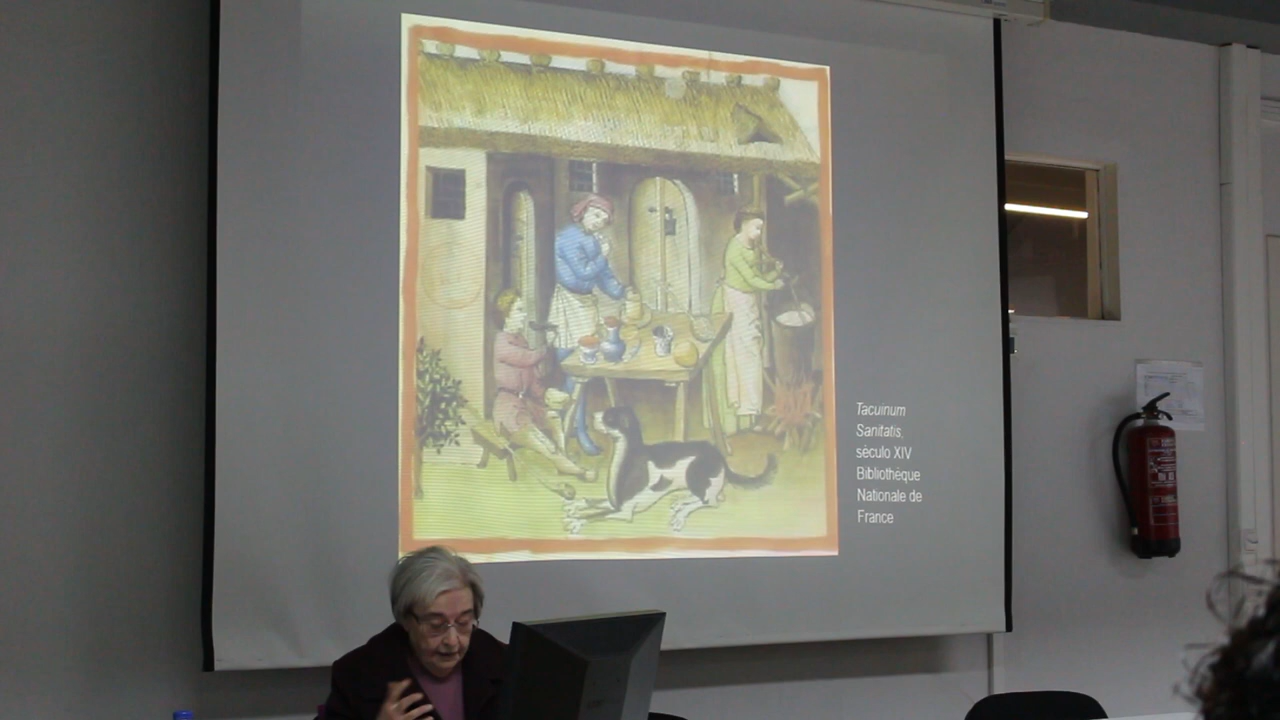 Tacuinum
Sanitatis,
século XIV
Bibliothèque
Nationale de
France